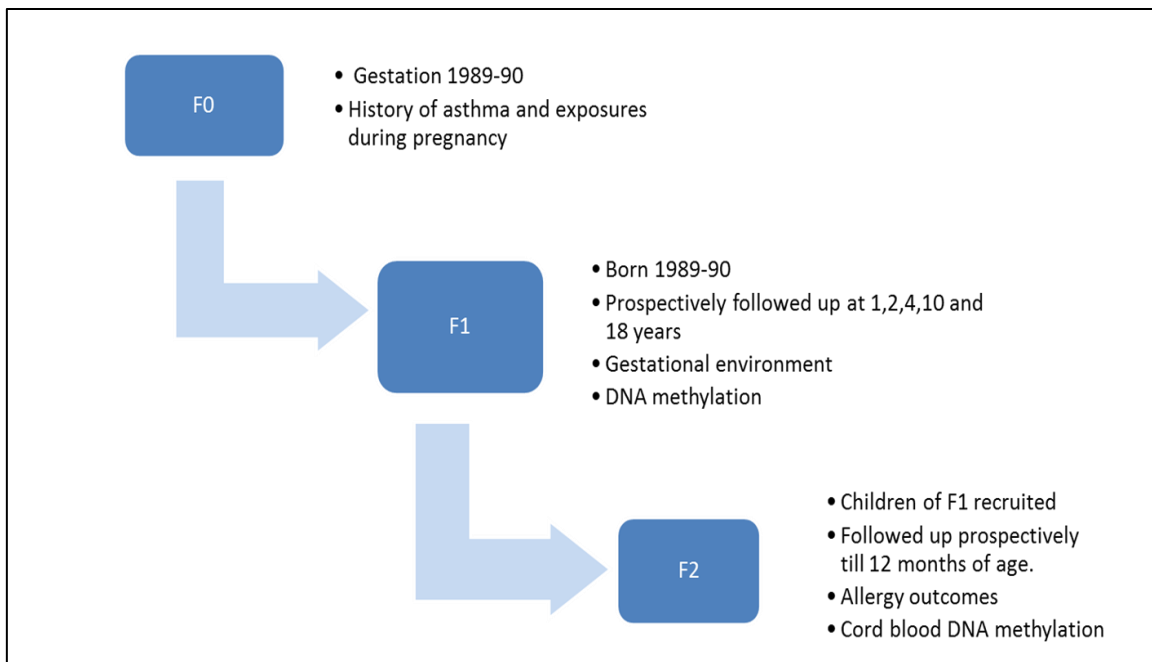 F0
• Gestation 1989-90
• History of asthma and exposures
during pregnancy
F1
• Born 1989-90
• Prospectively followed up at 1,2,4,10 and
18 years
• Gestational environment
• DNA methylation
F2
• Children of F1 recruited
• Followed up prospectively
till 12 months of age.
• Allergy outcomes
• Cord blood DNA methylation